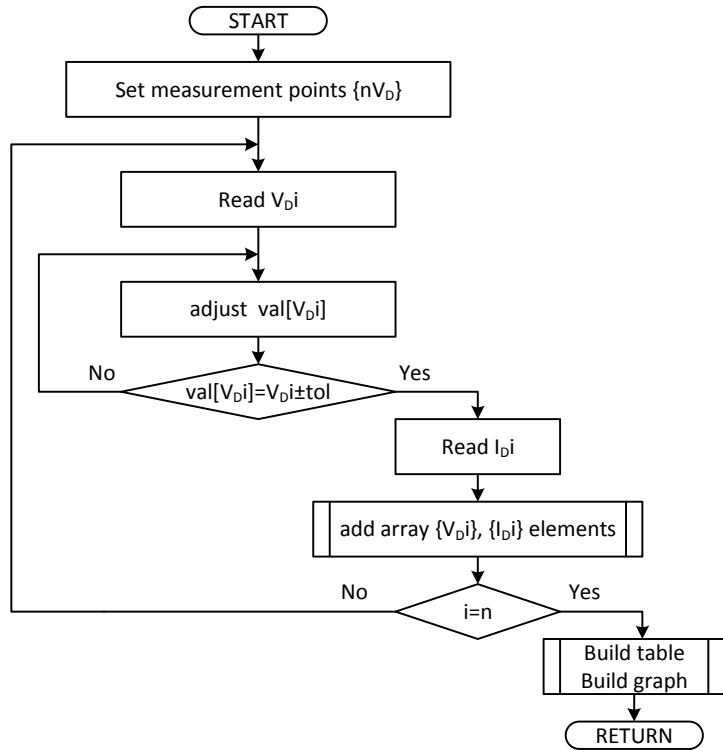 START
Set measurement points {nV_D}
Read V_Di
adjust val[V_Di]
No
Yes
val[V_Di]=V_Di±tol
Read I_Di
add array {V_Di}, {I_Di} elements
No
Yes
i=n
Build table
Build graph
RETURN